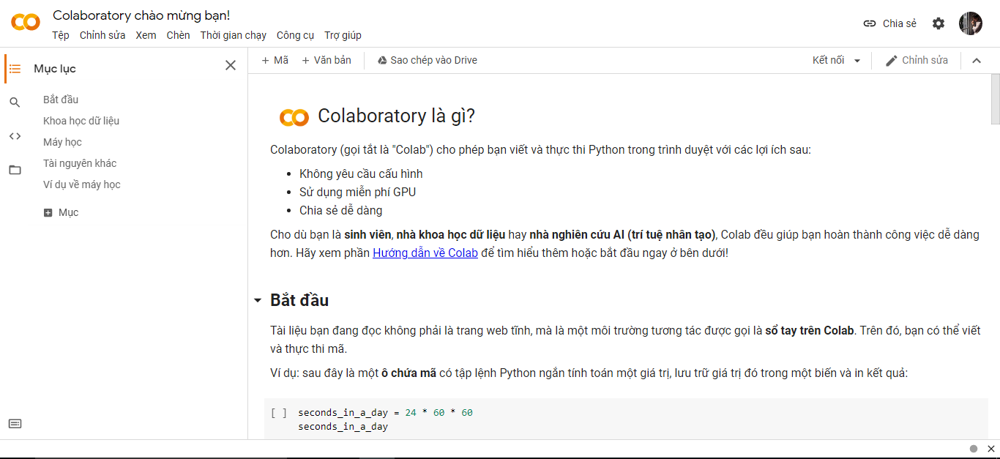 Colaboratory chào mừng bạn!
Tệp Chỉnh sửa Xem Chèn Thời gian chạy Công cụ Trợ giúp
Chia sẻ
Mục lục
Bắt đầu
Khoa học dữ liệu
Máy học
Tài nguyên khác
Ví dụ về máy học
Mục
+ Mã + Văn bản Sao chép vào Drive
Kết nối Chỉnh sửa
Colaboratory là gì?
Colaboratory (gọi tắt là "Colab") cho phép bạn viết và thực thi Python trong trình duyệt với các lợi ích sau:
• Không yêu cầu cấu hình
• Sử dụng miễn phí GPU
• Chia sẻ dễ dàng
Cho dù bạn là sinh viên, nhà khoa học dữ liệu hay nhà nghiên cứu AI (trí tuệ nhân tạo), Colab đều giúp bạn hoàn thành công việc dễ dàng
hơn. Hãy xem phần Hướng dẫn về Colab để tìm hiểu thêm hoặc bắt đầu ngay ở bên dưới!
Bắt đầu
Tài liệu bạn đang đọc không phải là trang web tĩnh, mà là một môi trường tương tác được gọi là sổ tay trên Colab. Trên đó, bạn có thể viết
và thực thi mã.
Ví dụ: sau đây là một ô chứa mã có tập lệnh Python ngắn tính toán một giá trị, lưu trữ giá trị đó trong một biến và in kết quả:
[ ] seconds_in_a_day = 24 * 60 * 60
seconds_in_a_day